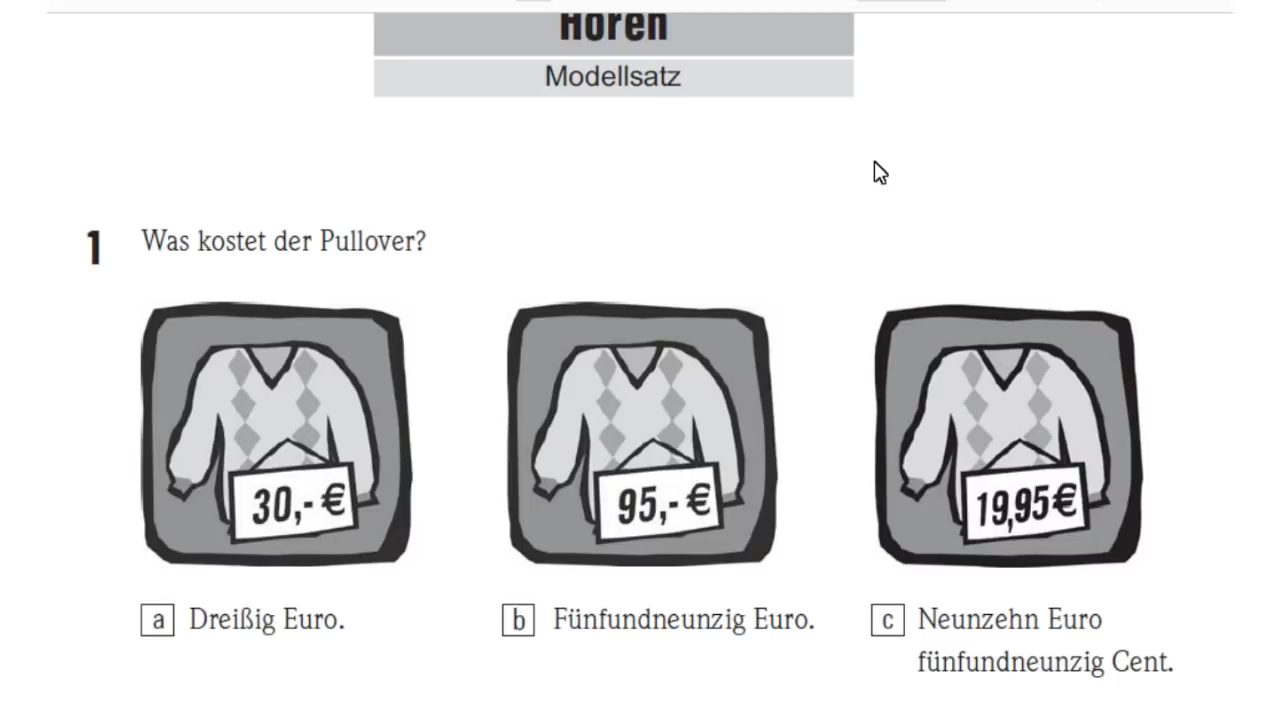 Hören
Modellsatz
1 Was kostet der Pullover?
30,- € 95,- € 19,95 €
a Dreißig Euro. b Fünfundneunzig Euro. c Neunzehn Euro
fünfundneunzig Cent.